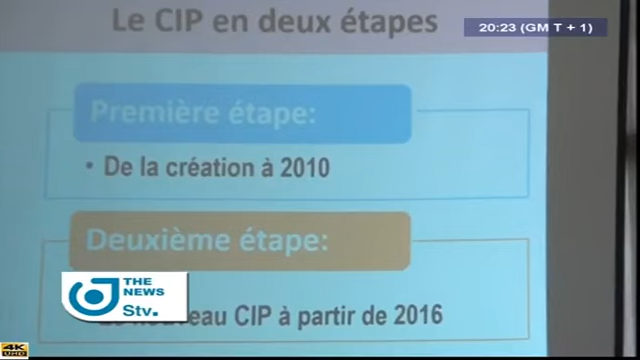 Le CIP en deux étapes
20:23 (GM T + 1)
Première étape:
• De la création à 2010
Deuxième étape:
THE
NEWS
Stv.
nouveau CIP à partir de 2016
4K
UHD